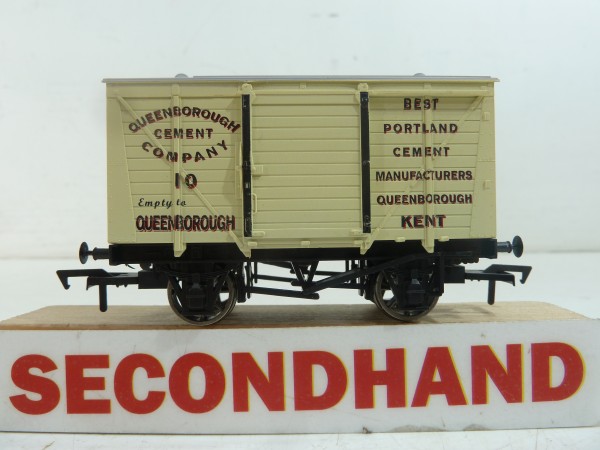 QUEENBOROUGH
CEMENT
COMPANY
10
Empty to
QUEENBOROUGH
BEST
PORTLAND
CEMENT
MANUFACTURERS
QUEENBOROUGH
KENT
SECONDHAND